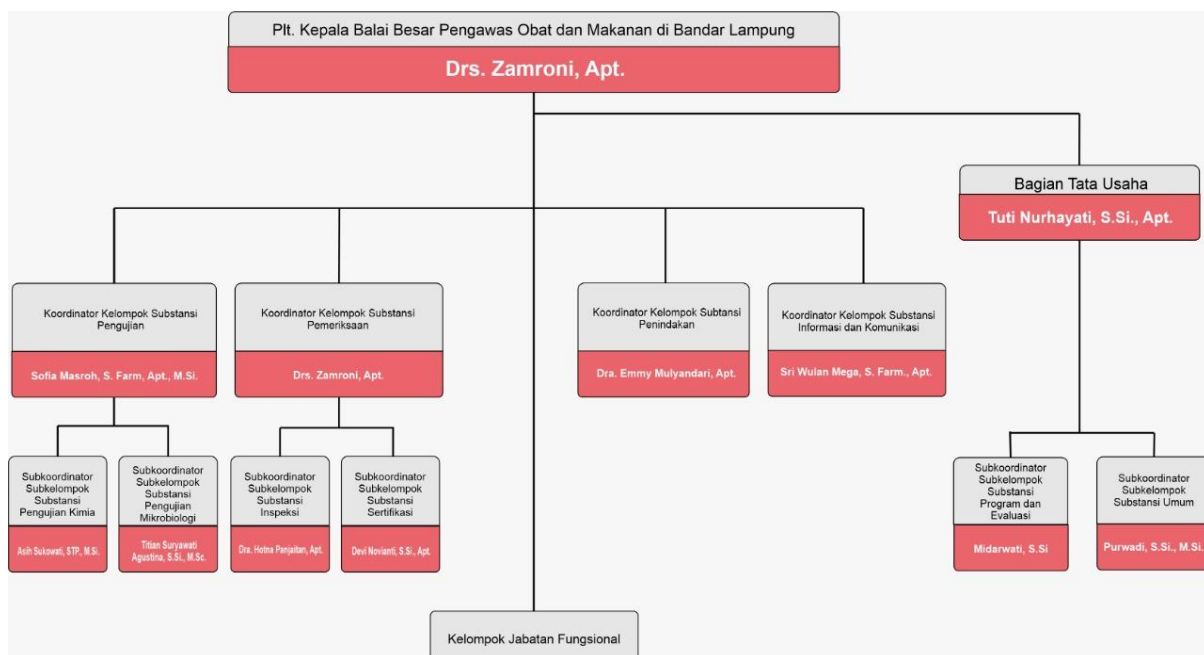 Plt. Kepala Balai Besar Pengawas Obat dan Makanan di Bandar Lampung
Drs. Zamroni, Apt.
Bagian Tata Usaha
Tuti Nurhayati, S.Si., Apt.
Koordinator Kelompok Substansi
Pengujian
Sofia Masroh, S. Farm, Apt., M.Si.
Koordinator Kelompok Substansi
Pemeriksaan
Drs. Zamroni, Apt.
Koordinator Kelompok Subtansi
Penindakan
Dra. Emmy Mulyandari, Apt.
Koordinator Kelompok Substansi
Informasi dan Komunikasi
Sri Wulan Mega, S. Farm., Apt.
Subkoordinator
Subkelompok
Substansi
Pengujian Kimia
Asih Sukowati, STP., M.Si.
Subkoordinator
Subkelompok
Substansi
Pengujian
Mikrobiologi
Titian Suryawati
Agustina, S.Si., M.Sc.
Subkoordinator
Subkelompok
Substansi
Inspeksi
Dra. Hotna Panjaitan, Apt.
Subkoordinator
Subkelompok
Substansi
Sertifikasi
Devi Novianti, S.Si., Apt.
Subkoordinator
Subkelompok
Substansi
Program dan
Evaluasi
Midarwati, S.Si
Subkoordinator
Subkelompok
Substansi Umum
Purwadi, S.Si., M.Si.
Kelompok Jabatan Fungsional